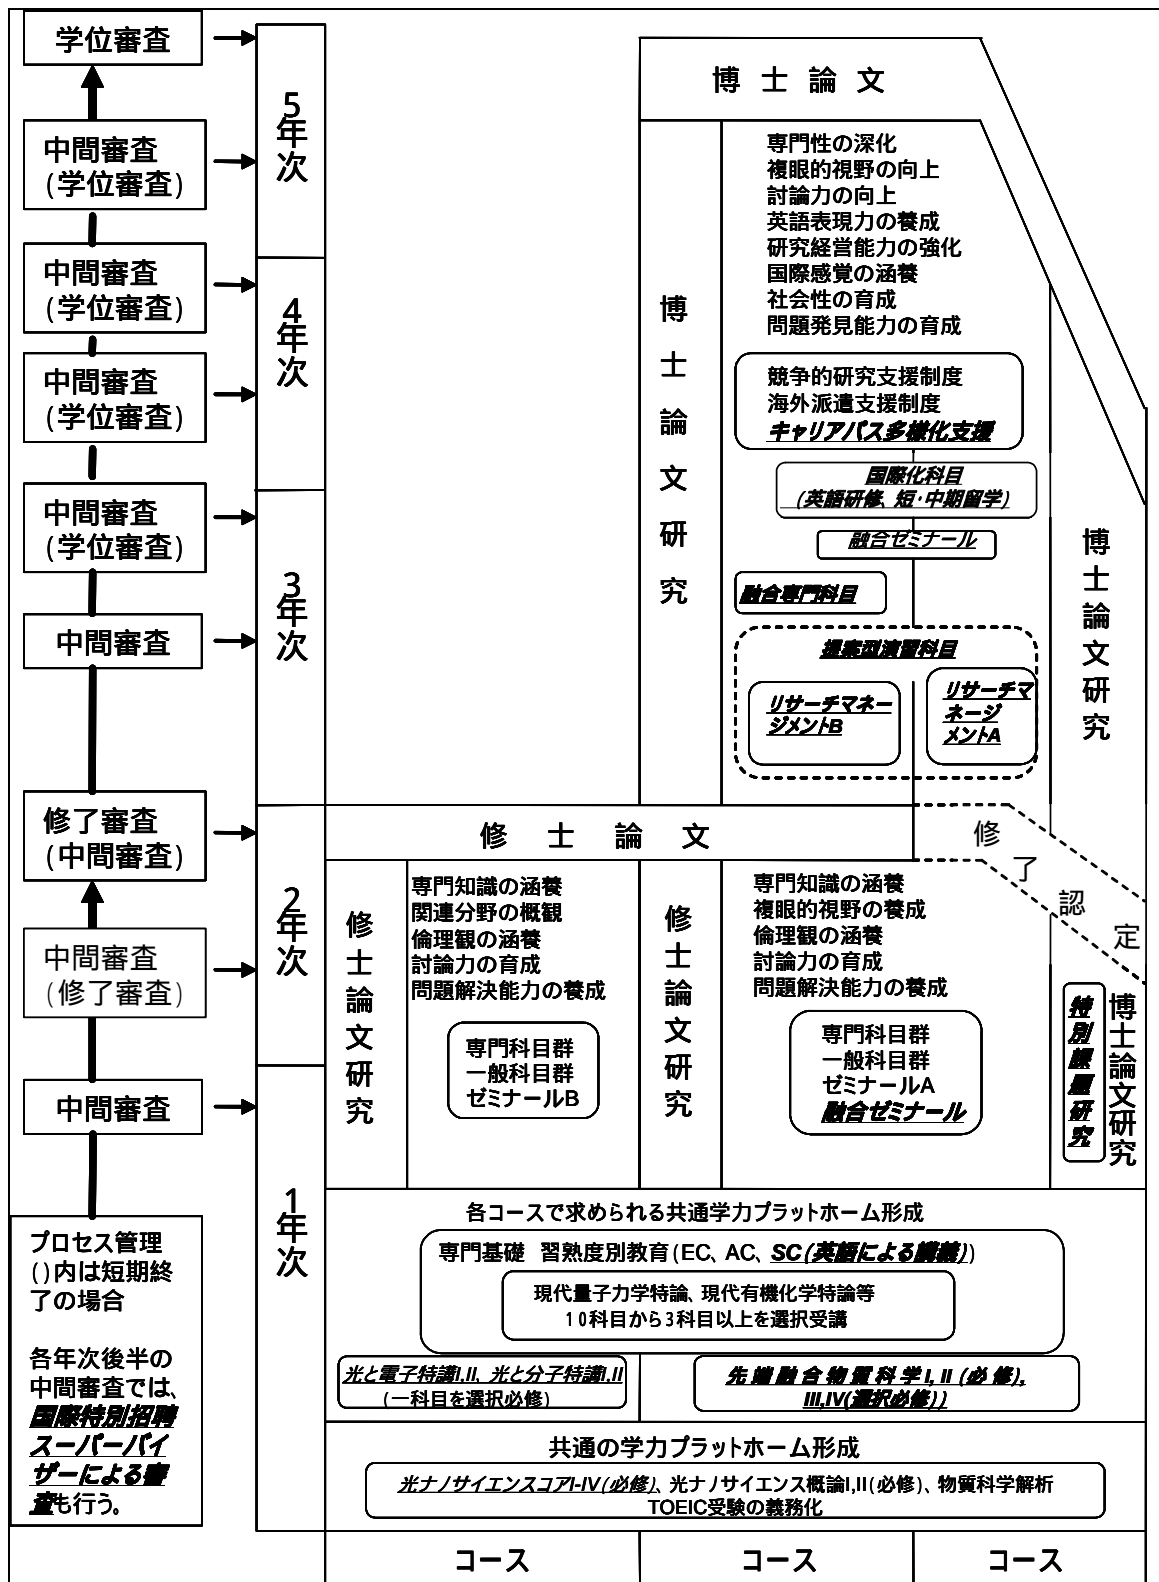 学位審査
中間審査
(学位審査)
中間審査
(学位審査)
中間審査
(学位審査)
中間審査
(学位審査)
中間審査
修了審査
(中間審査)
中間審査
(修了審査)
中間審査
プロセス管理
()内は短期終
了の場合
各年次後半の
中間審査では、
国際特別招聘
スーパーバイ
ザーによる審
査も行う。
5年次
4年次
3年次
2年次
1年次
博士論文
博士論文研究
専門性の深化
複眼的視野の向上
討論力の向上
英語表現力の養成
研究経営能力の強化
国際感覚の涵養
社会性の育成
問題発見能力の育成
競争的研究支援制度
海外派遣支援制度
キャリアパス多様化支援
国際化科目
(英語研修、短・中期留学)
融合ゼミナール
融合専門科目
提案型演習科目
リサーチマネー
ジメントB
リサーチマ
ネージ
メントA
博士論文研究
修士論文
修了認定
修士論文研究
専門知識の涵養
関連分野の概観
倫理観の涵養
討論力の育成
問題解決能力の養成
専門科目群
一般科目群
ゼミナールB
修士論文研究
専門知識の涵養
複眼的視野の養成
倫理観の涵養
討論力の育成
問題解決能力の養成
専門科目群
一般科目群
ゼミナールA
融合ゼミナール
特別課題研究
博士論文研究
各コースで求められる共通学力プラットホーム形成
専門基礎 習熟度別教育(EC、AC、SC(英語による講義))
現代量子力学特論、現代有機化学特論等
10科目から3科目以上を選択受講
光と電子特講I,II、光と分子特講I,II
(一科目を選択必修)
先端融合物質科学I, II (必修),
III,IV(選択必修))
共通の学力プラットホーム形成
光ナノサイエンスコアI-IV(必修)、光ナノサイエンス概論I,II(必修)、物質科学解析
TOEIC受験の義務化
コース
コース
コース